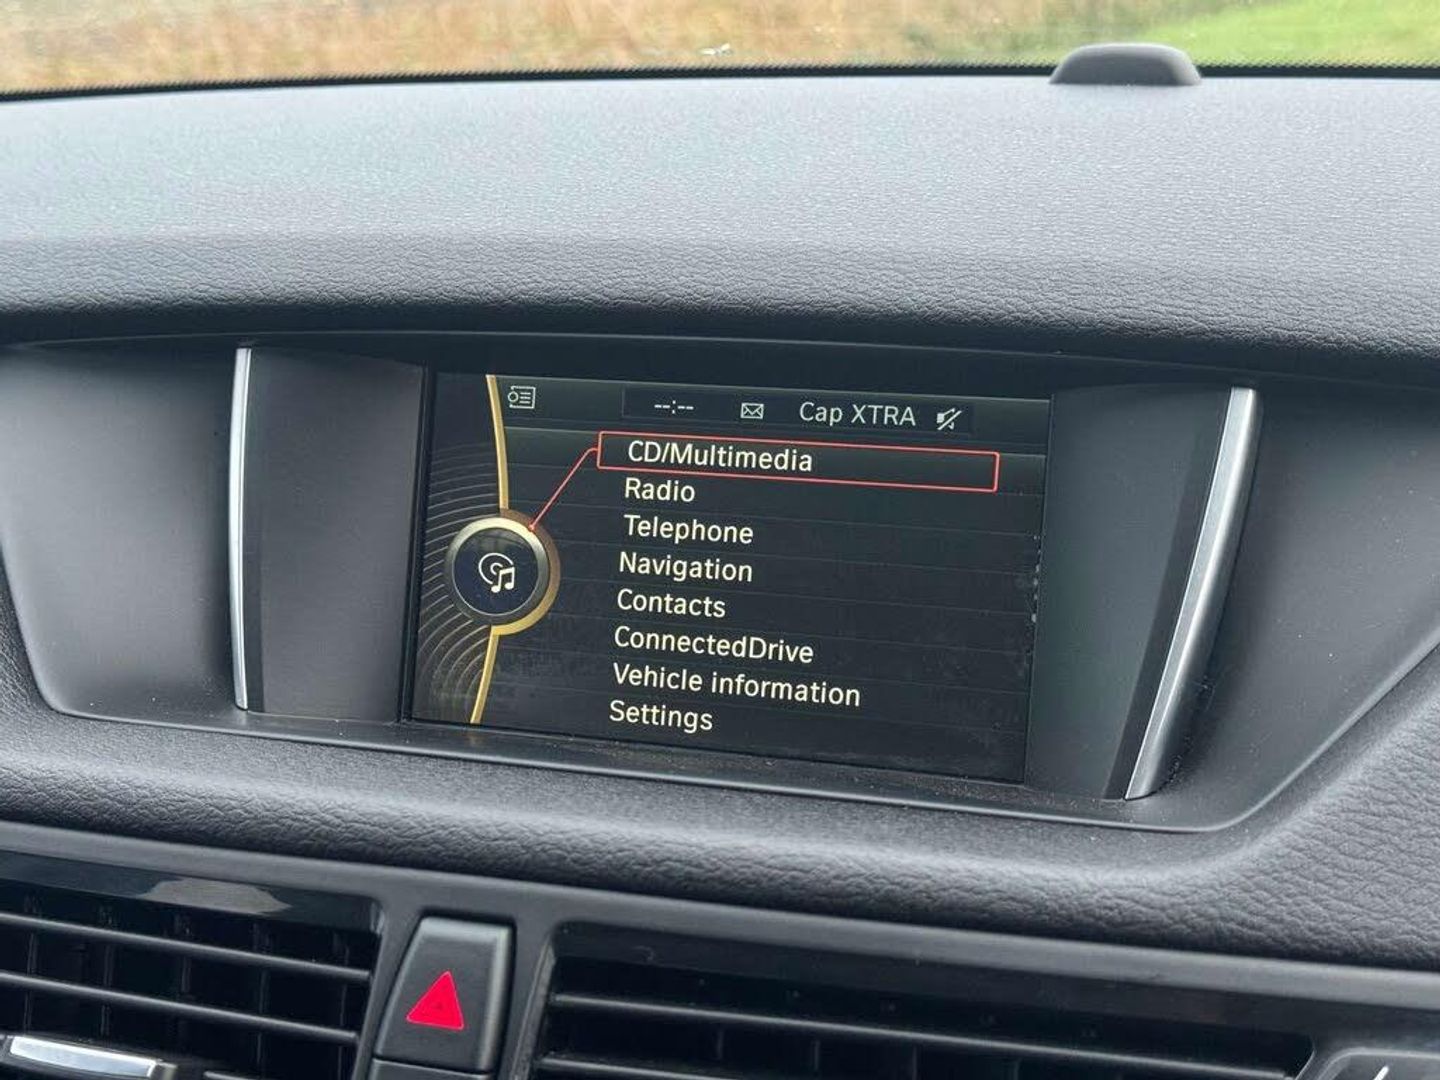 --:-- Cap XTRA
CD/Multimedia
Radio
Telephone
Navigation
Contacts
ConnectedDrive
Vehicle information
Settings